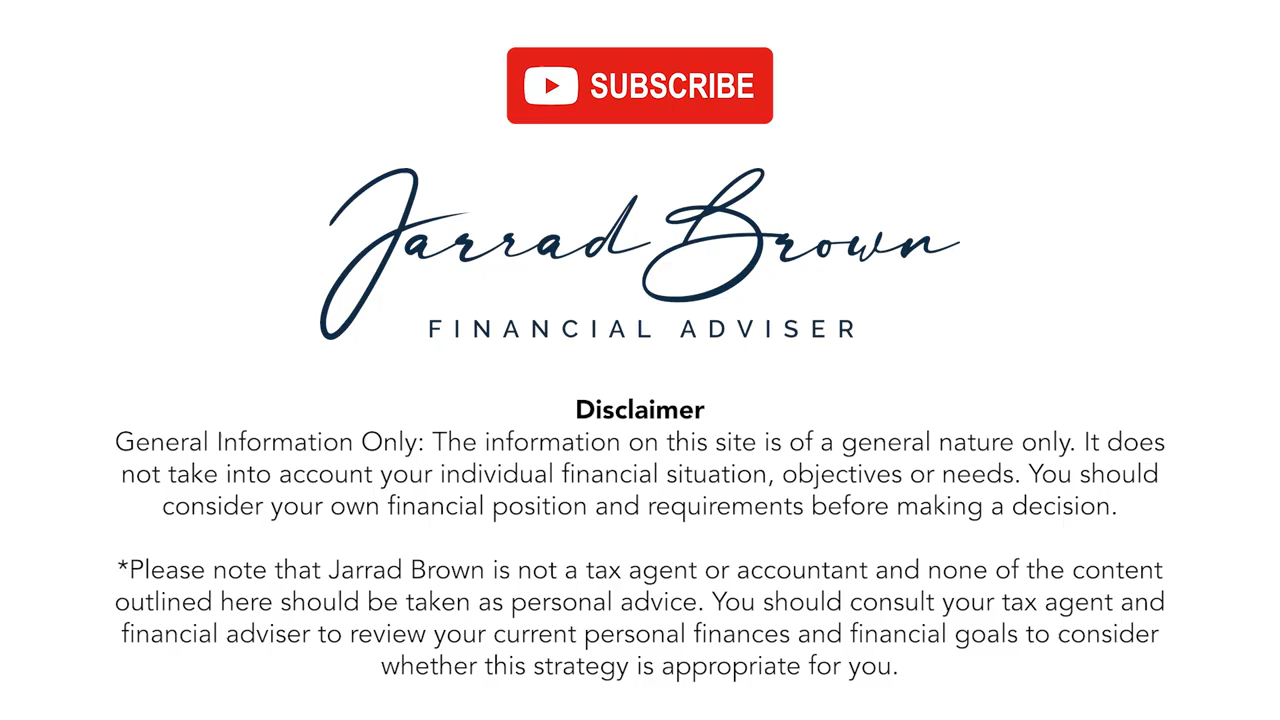 SUBSCRIBE
Jarrad Brown
FINANCIAL ADVISER
Disclaimer
General Information Only: The information on this site is of a general nature only. It does
not take into account your individual financial situation, objectives or needs. You should
consider your own financial position and requirements before making a decision.
*Please note that Jarrad Brown is not a tax agent or accountant and none of the content
outlined here should be taken as personal advice. You should consult your tax agent and
financial adviser to review your current personal finances and financial goals to consider
whether this strategy is appropriate for you.